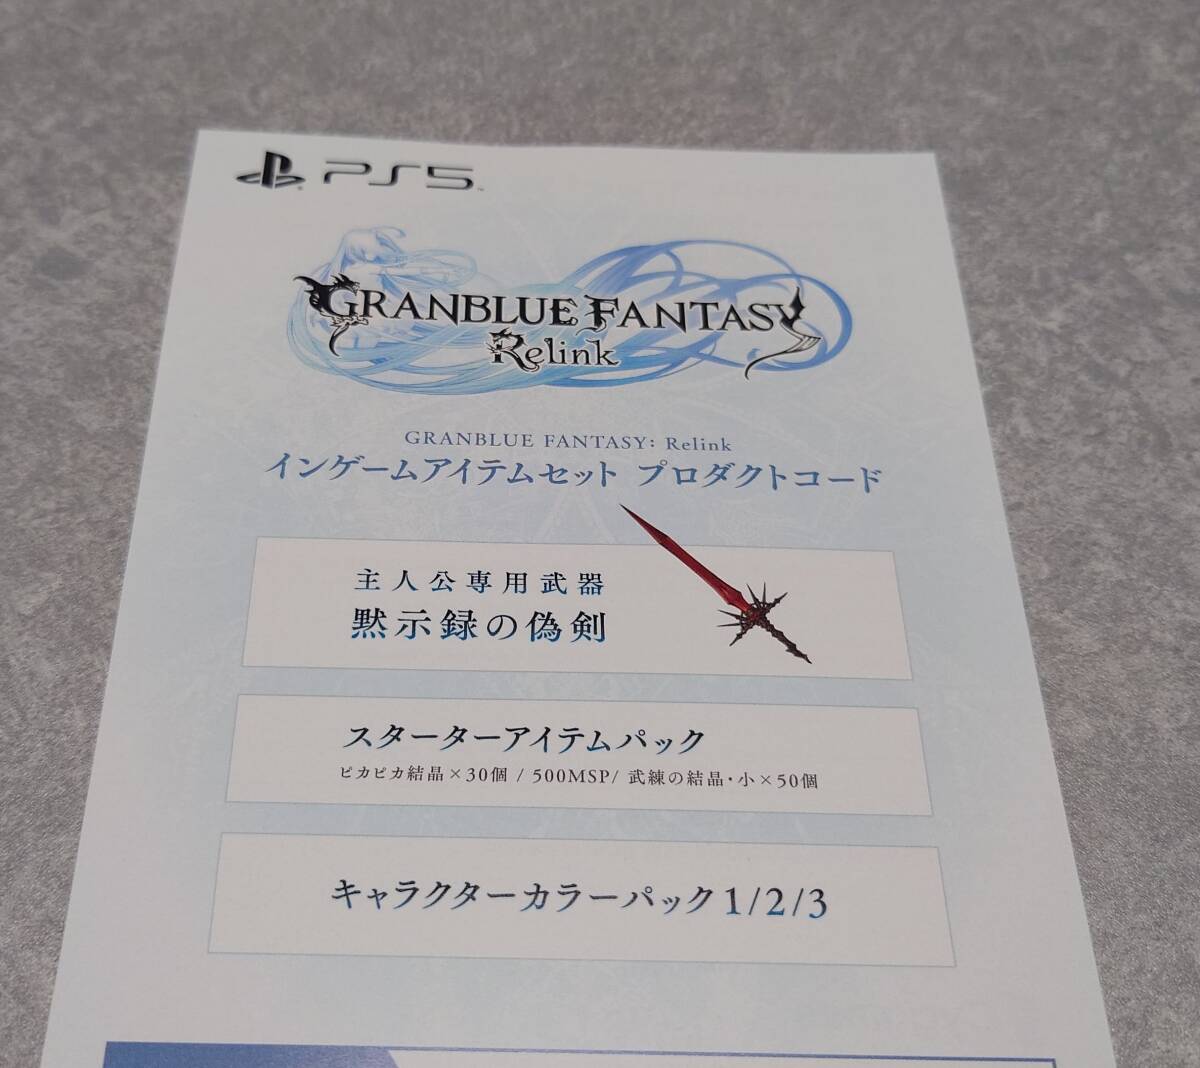 PS5
GRANBLUE FANTASY
Relink
GRANBLUE FANTASY: Relink
インゲームアイテムセット プロダクトコード
主人公専用武器
黙示録の偽剣
スターターアイテムパック
ピカピカ結晶×30個 / 500MSP/ 武練の結晶・小×50個
キャラクターカラーパック1/2/3